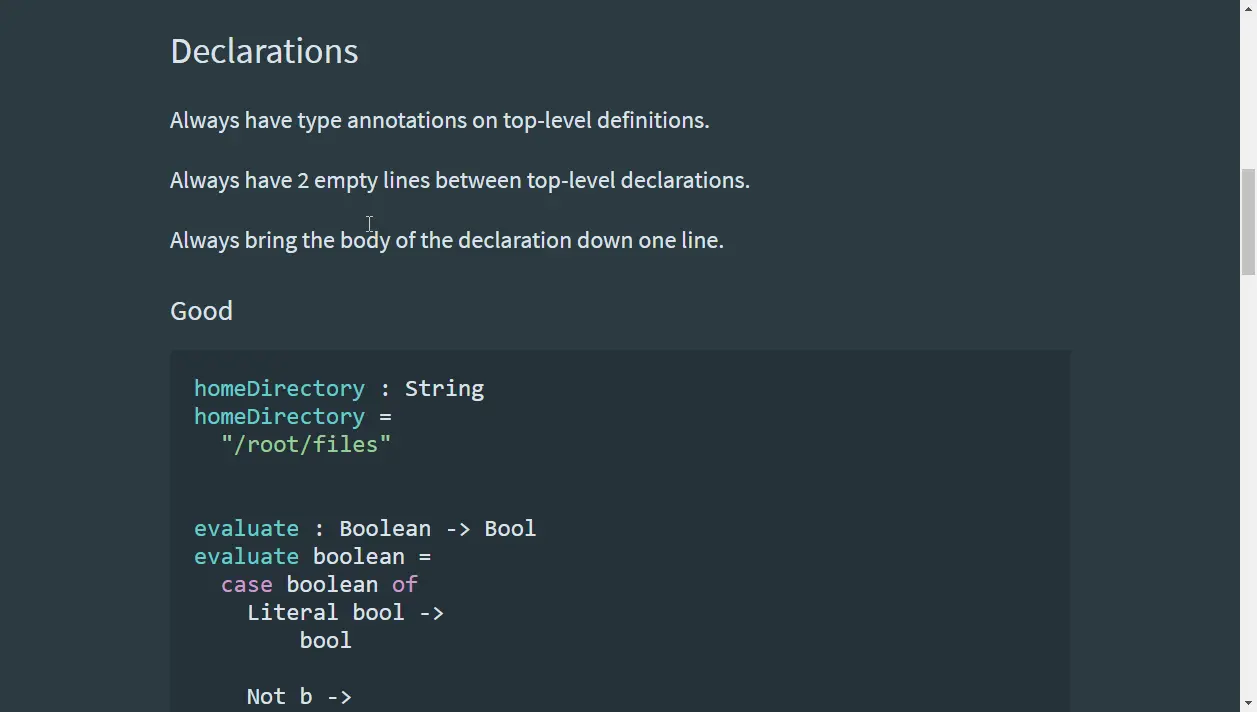 Declarations
Always have type annotations on top-level definitions.
Always have 2 empty lines between top-level declarations.
Always bring the body of the declaration down one line.
Good
homeDirectory : String
homeDirectory =
  "/root/files"
evaluate : Boolean -> Bool
evaluate boolean =
  case boolean of
    Literal bool ->
        bool
    Not b ->